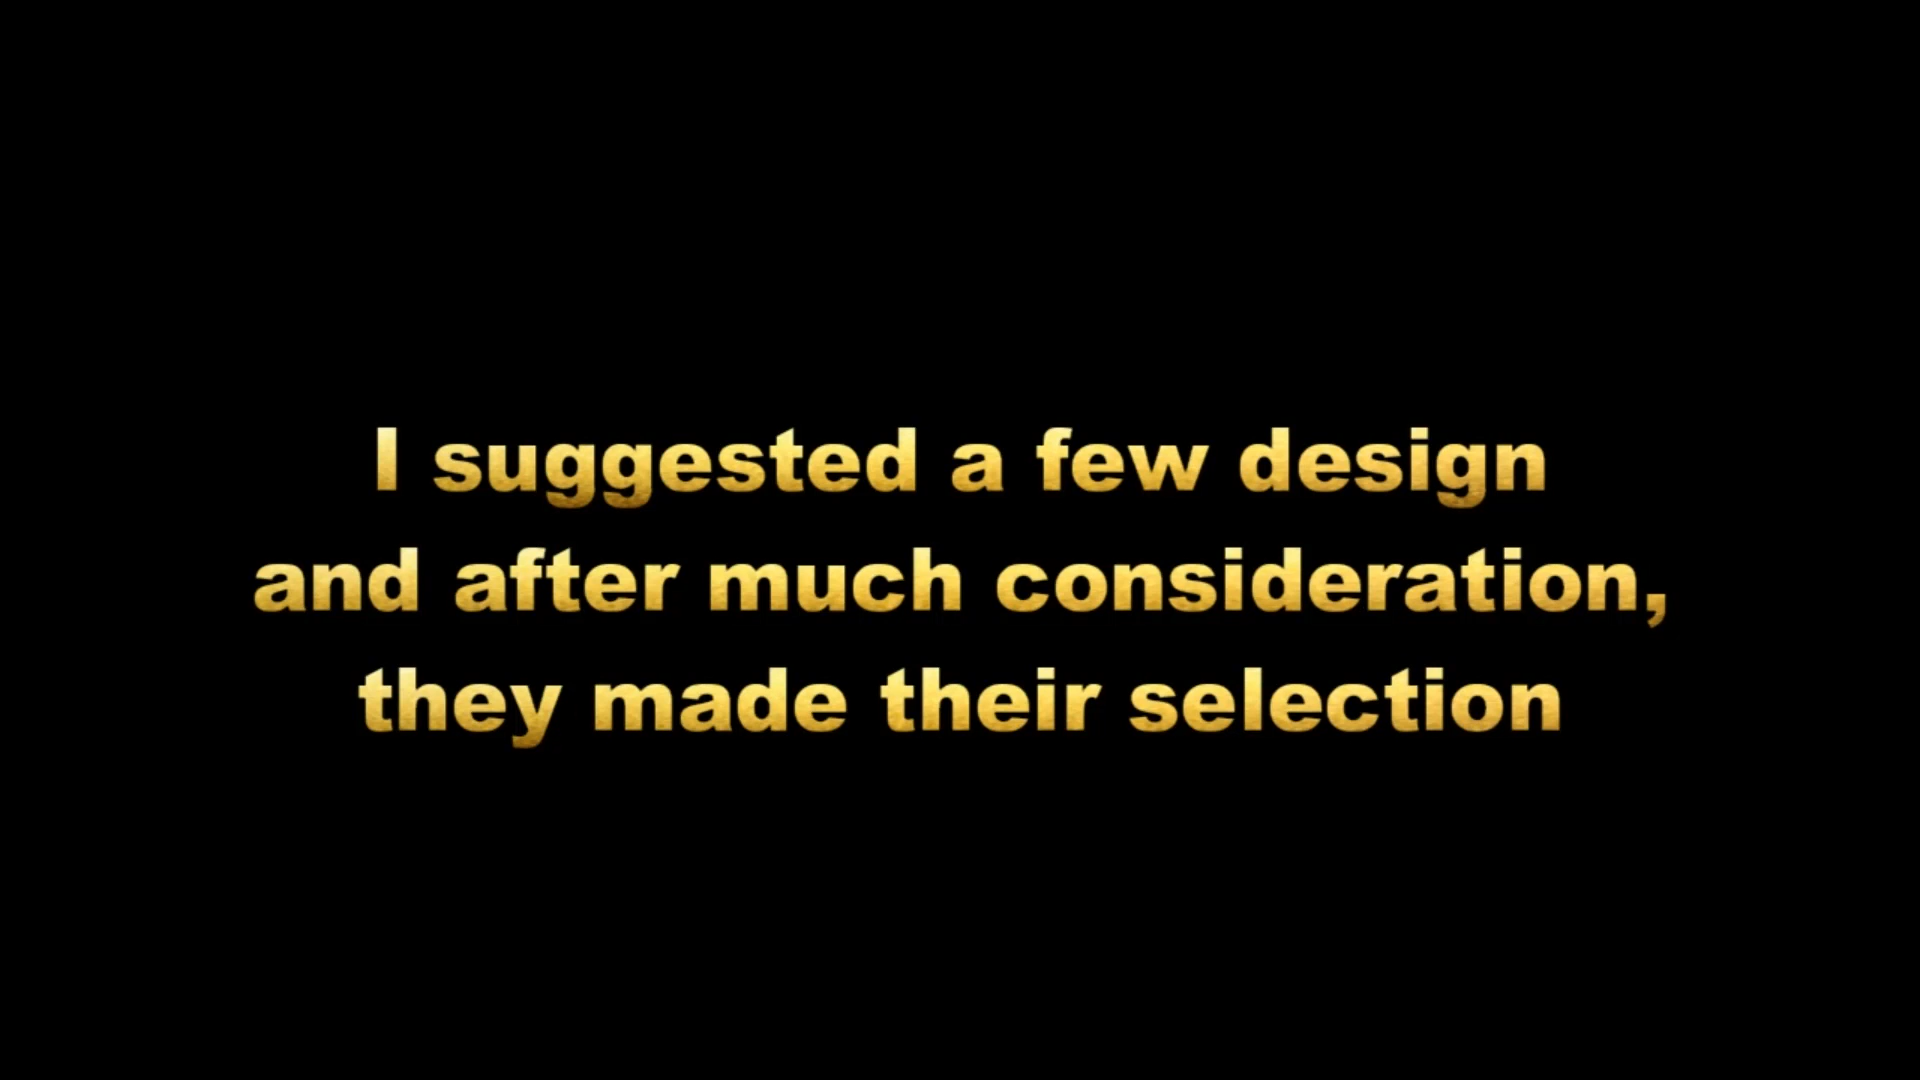 I suggested a few design
and after much consideration,
they made their selection